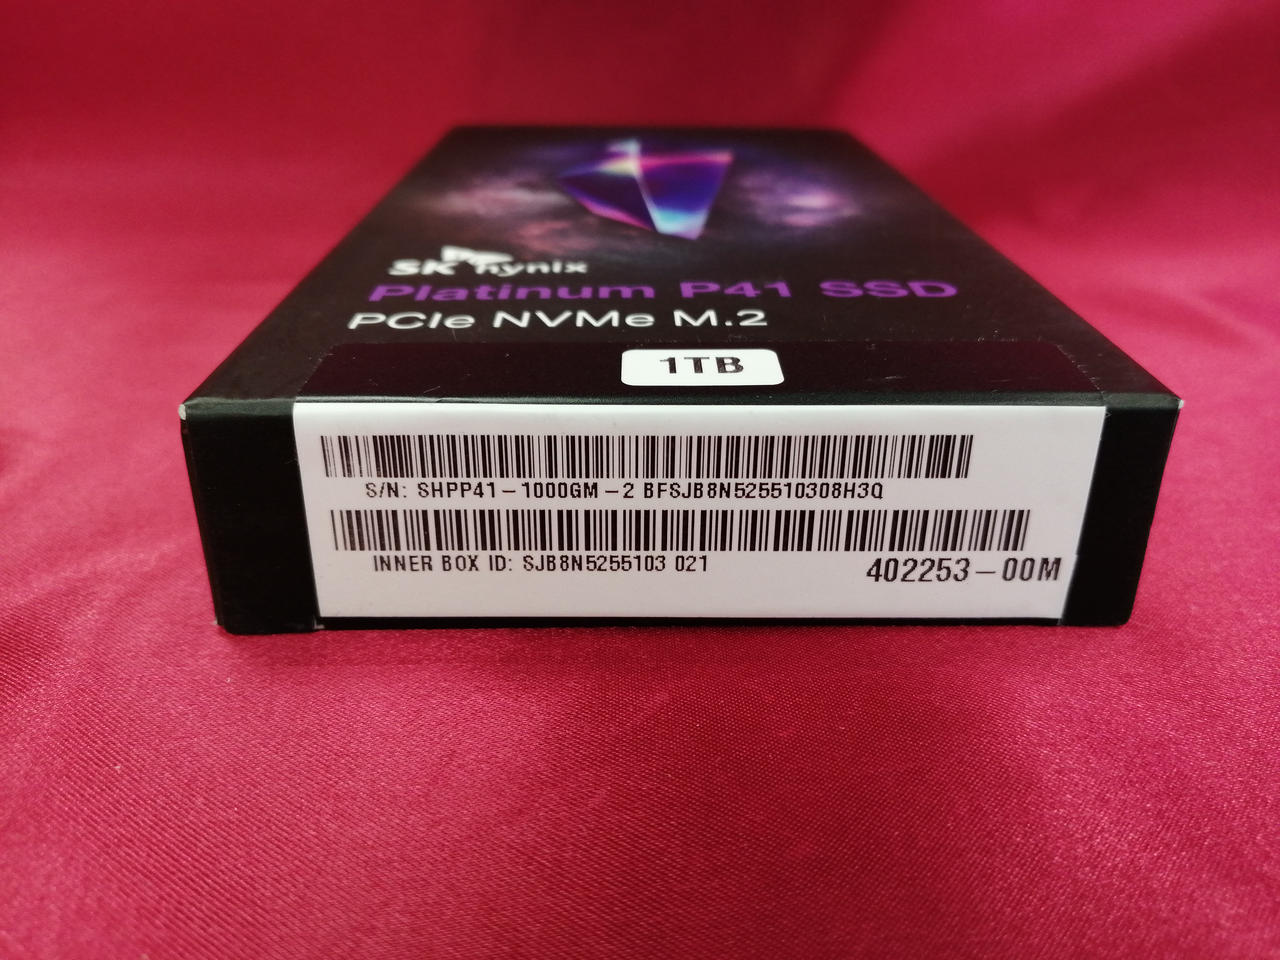 SK hynix
Platinum P41 SSD
PCIe NVMe M.2
1TB
S/N: SHPP41-1000GM-2 BFSJB8N525510308H3Q
INNER BOX ID: SJB8N5255103 021
402253-00M